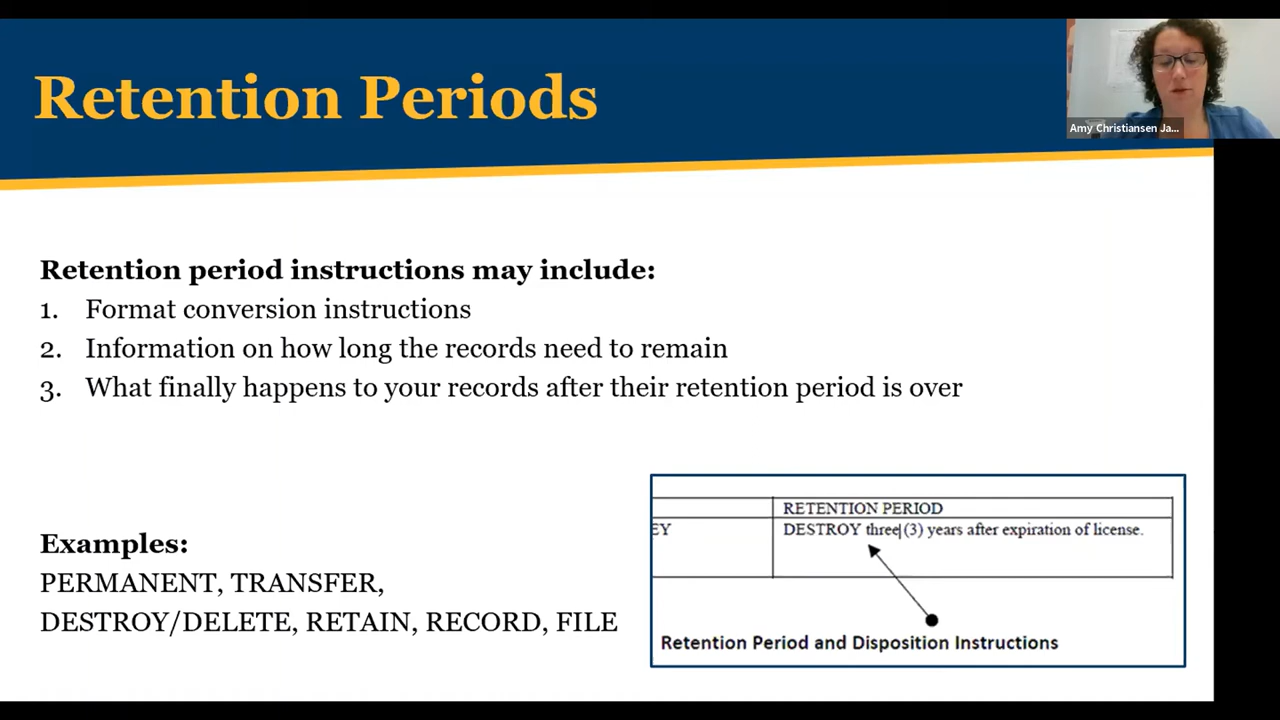 Retention Periods
Amy Christiansen Ja...
Retention period instructions may include:
1. Format conversion instructions
2. Information on how long the records need to remain
3. What finally happens to your records after their retention period is over
Examples:
PERMANENT, TRANSFER,
DESTROY/DELETE, RETAIN, RECORD, FILE
RETENTION PERIOD
EY
DESTROY three (3) years after expiration of license.
Retention Period and Disposition Instructions